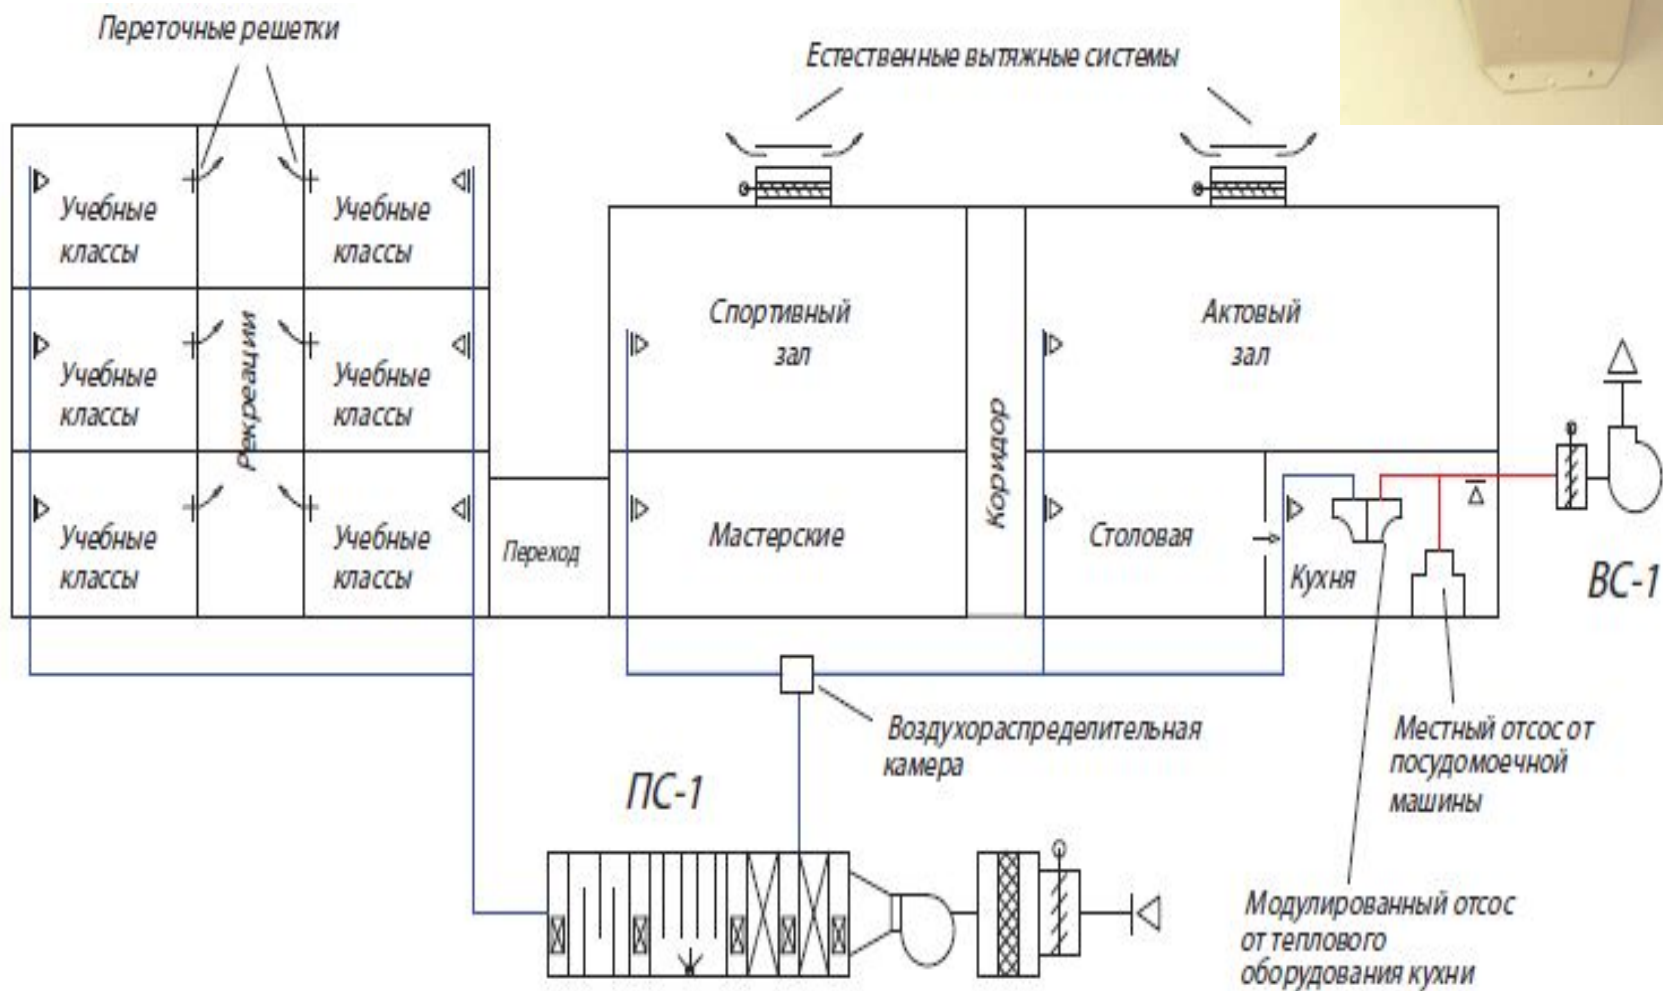 Переточные решетки
Естественные вытяжные системы
Учебные
классы
Учебные
классы
Учебные
классы
Учебные
классы
Учебные
классы
Учебные
классы
Рекреации
Переход
Спортивный
зал
Мастерские
Коридор
Актовый
зал
Столовая
Кухня
ВС-1
Воздухораспределительная
камера
ПС-1
Местный отсос от
посудомоечной
машины
Модулированный отсос
от теплового
оборудования кухни